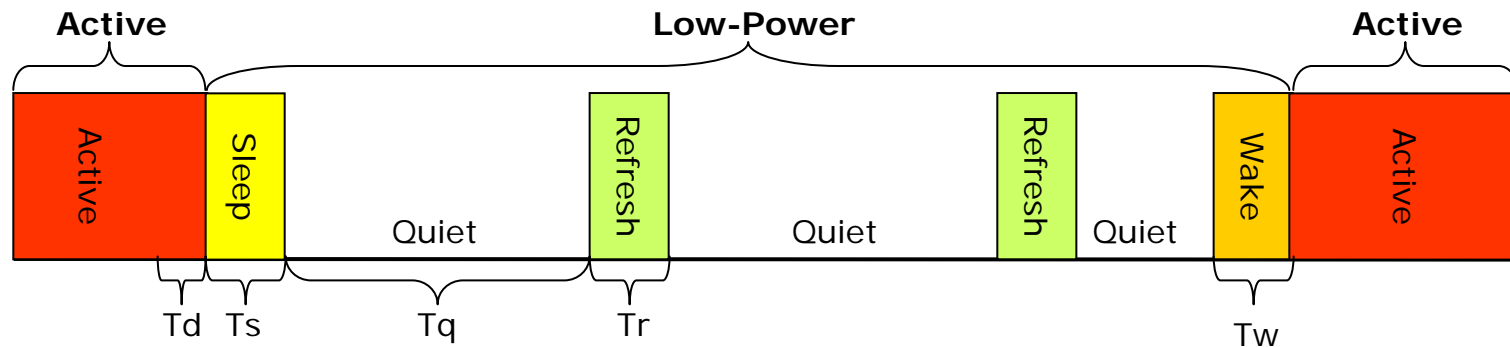 Active Low-Power Active
Active
Sleep
Refresh
Refresh
Wake
Active
Quiet Quiet Quiet
Td Ts Tq Tr Tw